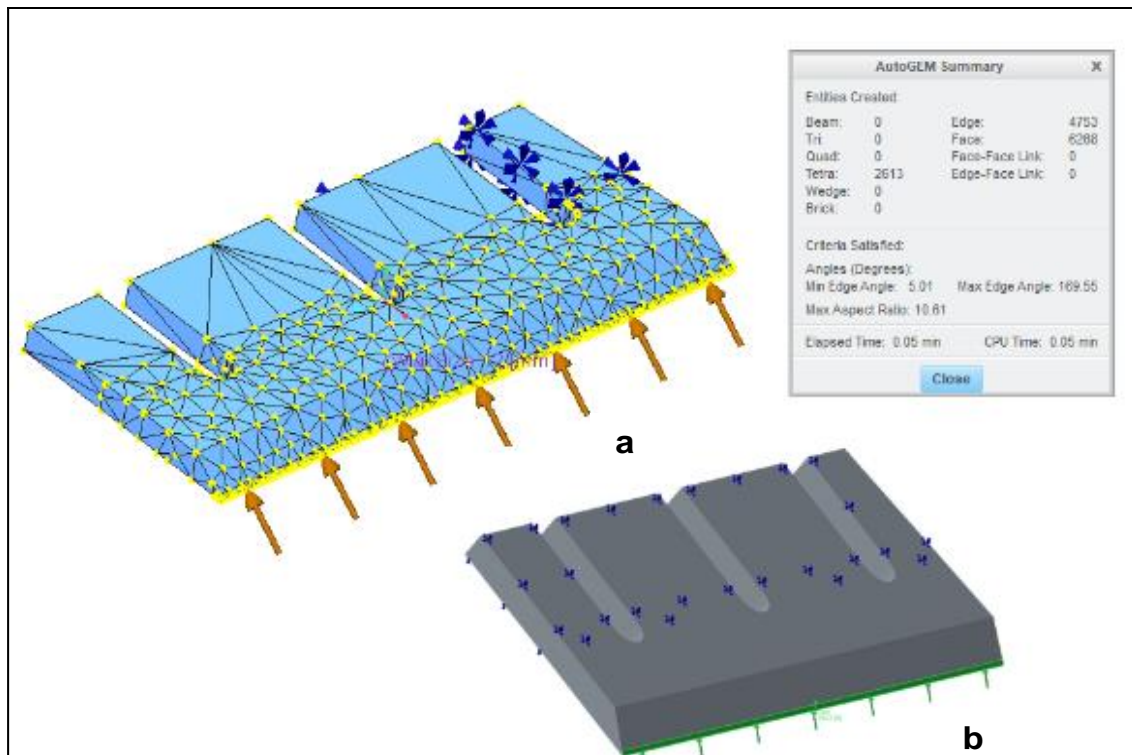 AutoGEM Summary X
Entities Created:
Beam: 0 Edge: 4753
Tri: 0 Face: 6268
Quad: 0 Face-Face Link: 0
Tetra: 2613 Edge-Face Link: 0
Wedge: 0
Brick: 0
Criteria Satisfied:
Angles (Degrees):
Min Edge Angle: 5.01 Max Edge Angle: 169.55
Max Aspect Ratio: 10.61
Elapsed Time: 0.05 min CPU Time: 0.05 min
Close
a
b